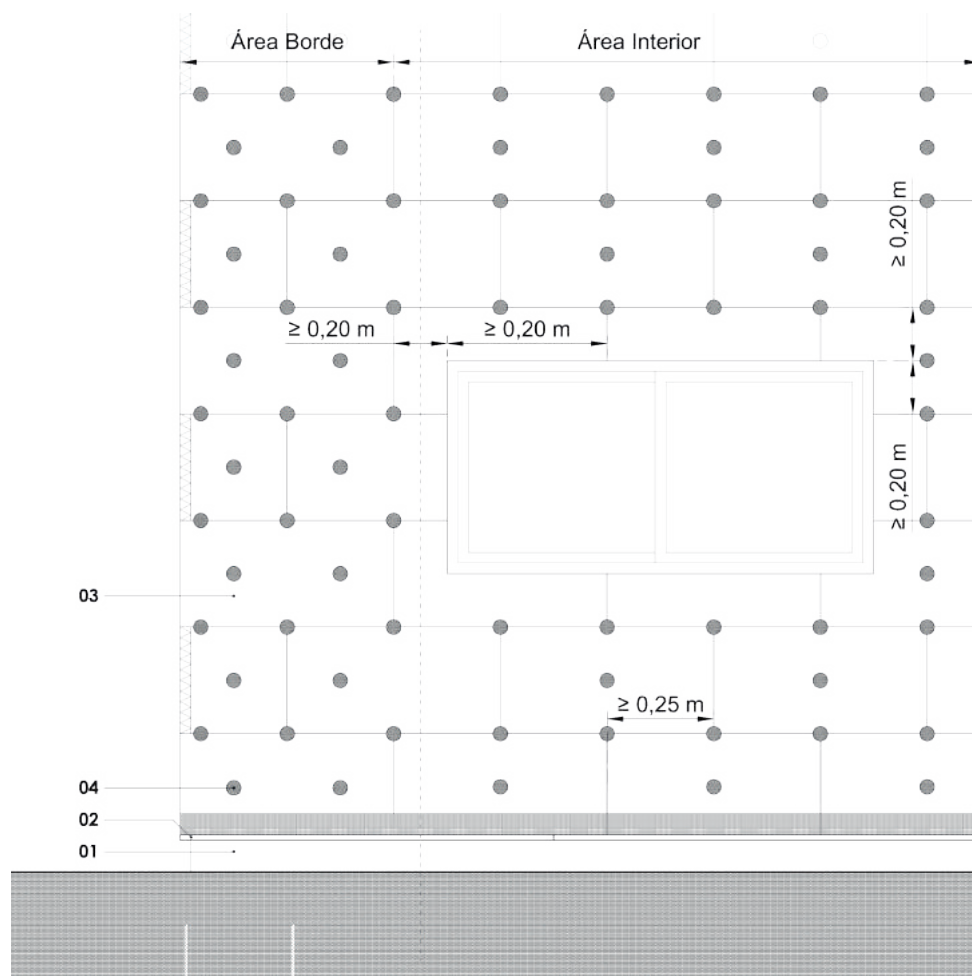 Área Borde
Área Interior
≥ 0,20 m
≥ 0,20 m
≥ 0,20 m
≥ 0,20 m
03
≥ 0,25 m
04
02
01